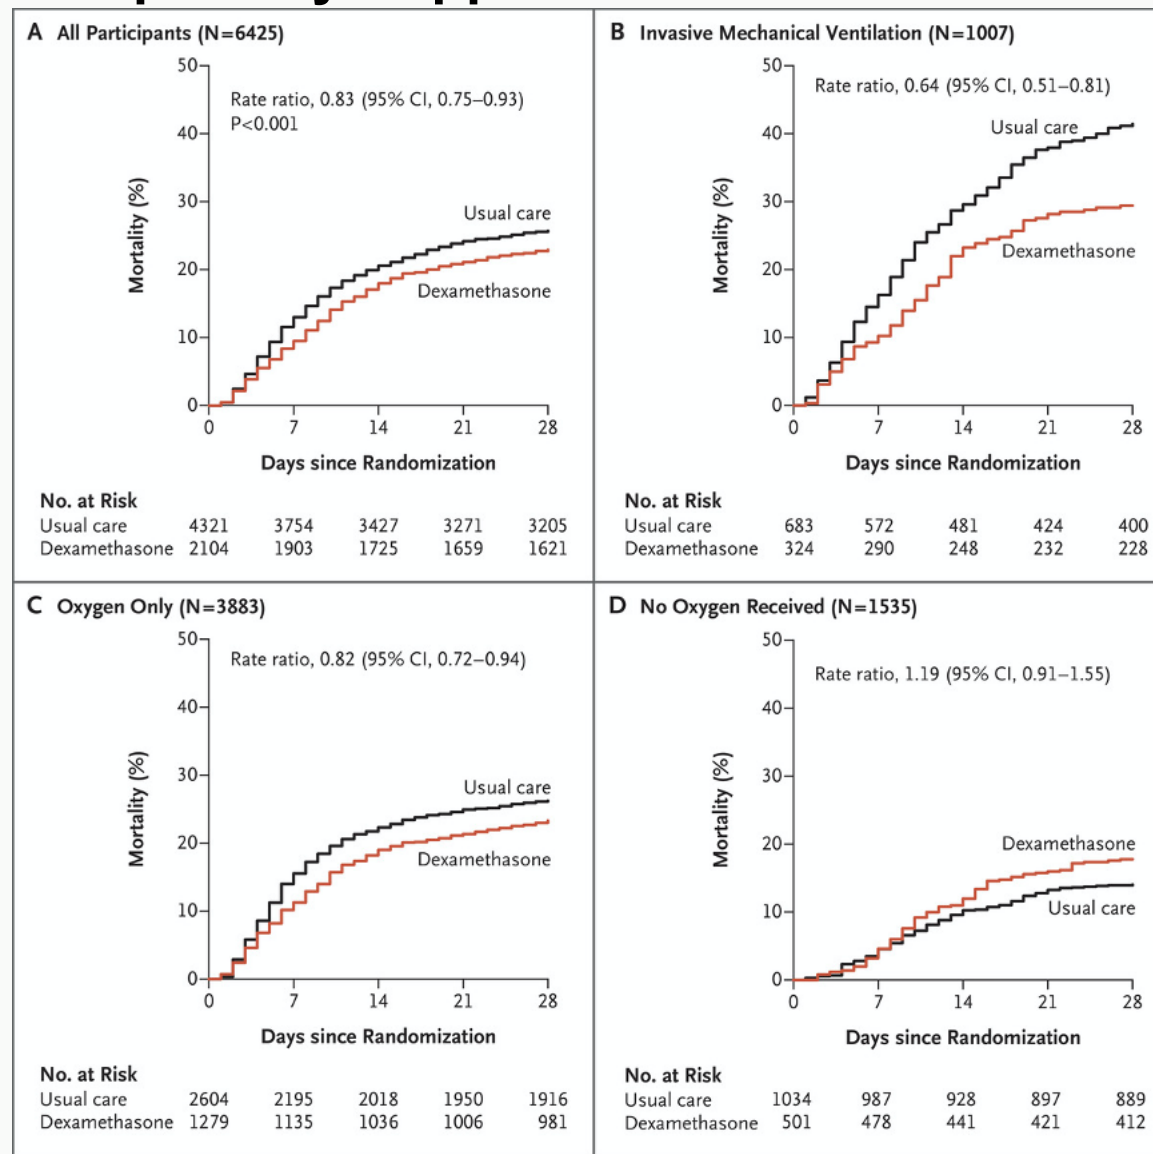 A All Participants (N=6425)
50
40
30
20
10
0
Mortality (%)
Rate ratio, 0.83 (95% CI, 0.75–0.93)
P<0.001
Usual care
Dexamethasone
0 7 14 21 28
Days since Randomization
No. at Risk
Usual care 4321 3754 3427 3271 3205
Dexamethasone 2104 1903 1725 1659 1621
B Invasive Mechanical Ventilation (N=1007)
50
40
30
20
10
0
Mortality (%)
Rate ratio, 0.64 (95% CI, 0.51–0.81)
Usual care
Dexamethasone
0 7 14 21 28
Days since Randomization
No. at Risk
Usual care 683 572 481 424 400
Dexamethasone 324 290 248 232 228
C Oxygen Only (N=3883)
50
40
30
20
10
0
Mortality (%)
Rate ratio, 0.82 (95% CI, 0.72–0.94)
Usual care
Dexamethasone
0 7 14 21 28
Days since Randomization
No. at Risk
Usual care 2604 2195 2018 1950 1916
Dexamethasone 1279 1135 1036 1006 981
D No Oxygen Received (N=1535)
50
40
30
20
10
0
Mortality (%)
Rate ratio, 1.19 (95% CI, 0.91–1.55)
Dexamethasone
Usual care
0 7 14 21 28
Days since Randomization
No. at Risk
Usual care 1034 987 928 897 889
Dexamethasone 501 478 441 421 412